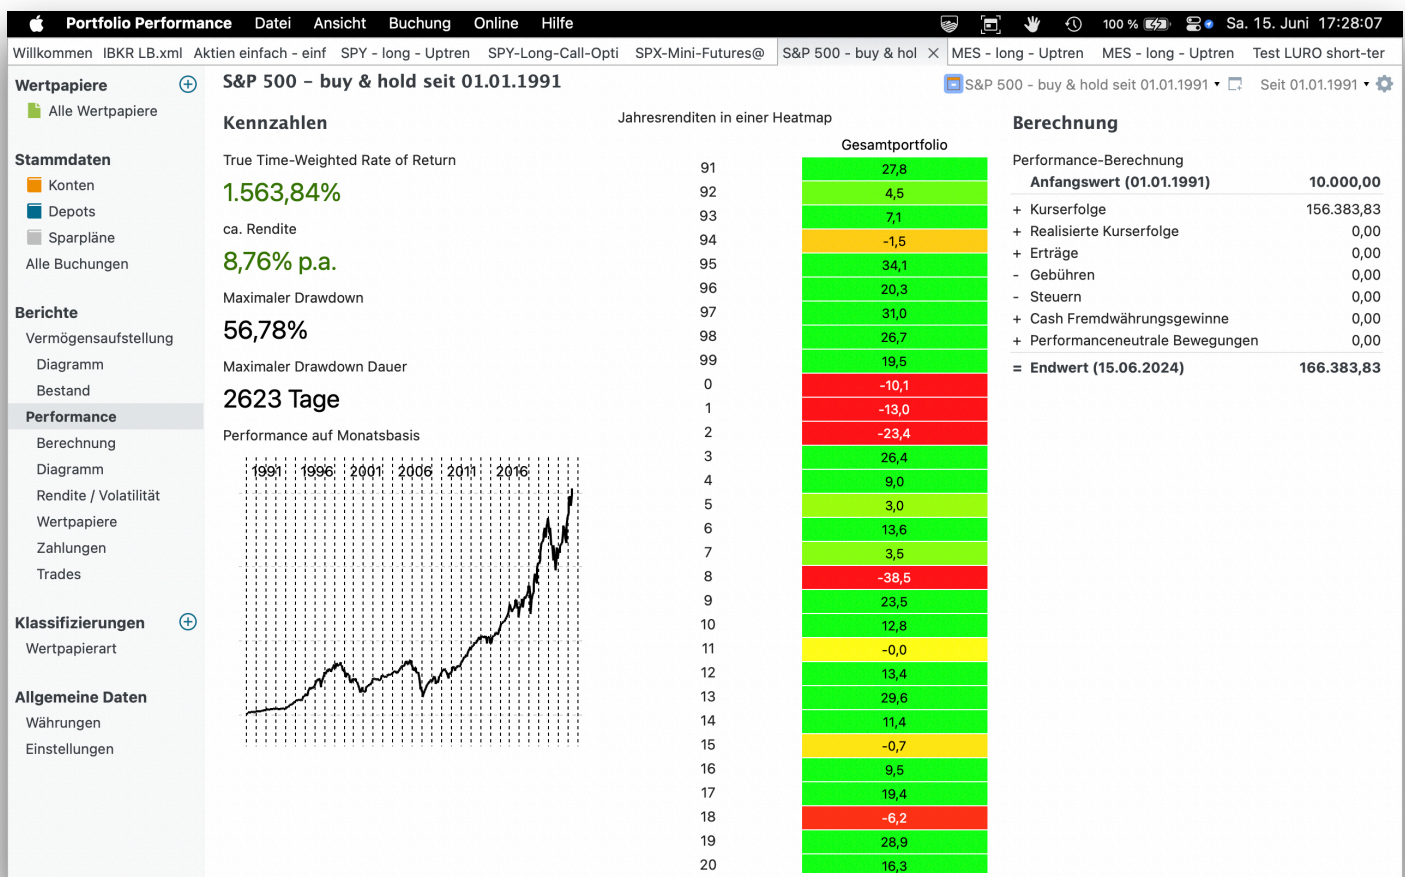 Portfolio Performance Datei Ansicht Buchung Online Hilfe 100 % Sa. 15. Juni 17:28:07
Willkommen IBKR LB.xml Aktien einfach - einf SPY - long - Uptren SPY-Long-Call-Opti SPX-Mini-Futures@ S&P 500 - buy & hol MES - long - Uptren MES - long - Uptren Test LURO short-ter
Wertpapiere
Alle Wertpapiere
Stammdaten
Konten
Depots
Sparpläne
Alle Buchungen
Berichte
Vermögensaufstellung
Diagramm
Bestand
Performance
Berechnung
Diagramm
Rendite / Volatilität
Wertpapiere
Zahlungen
Trades
Klassifizierungen
Wertpapierart
Allgemeine Daten
Währungen
Einstellungen
S&P 500 - buy & hold seit 01.01.1991
S&P 500 - buy & hold seit 01.01.1991 Seit 01.01.1991
Kennzahlen
True Time-Weighted Rate of Return
1.563,84%
ca. Rendite
8,76% p.a.
Maximaler Drawdown
56,78%
Maximaler Drawdown Dauer
2623 Tage
Performance auf Monatsbasis
1991 1996 2001 2006 2011 2016
Jahresrenditen in einer Heatmap
Gesamtportfolio
91 27,8
92 4,5
93 7,1
94 -1,5
95 34,1
96 20,3
97 31,0
98 26,7
99 19,5
0 -10,1
1 -13,0
2 -23,4
3 26,4
4 9,0
5 3,0
6 13,6
7 3,5
8 -38,5
9 23,5
10 12,8
11 -0,0
12 13,4
13 29,6
14 11,4
15 -0,7
16 9,5
17 19,4
18 -6,2
19 28,9
20 16,3
Berechnung
Performance-Berechnung
Anfangswert (01.01.1991) 10.000,00
+ Kurserfolge 156.383,83
+ Realisierte Kurserfolge 0,00
+ Erträge 0,00
- Gebühren 0,00
- Steuern 0,00
+ Cash Fremdwährungsgewinne 0,00
+ Performanceneutrale Bewegungen 0,00
= Endwert (15.06.2024) 166.383,83